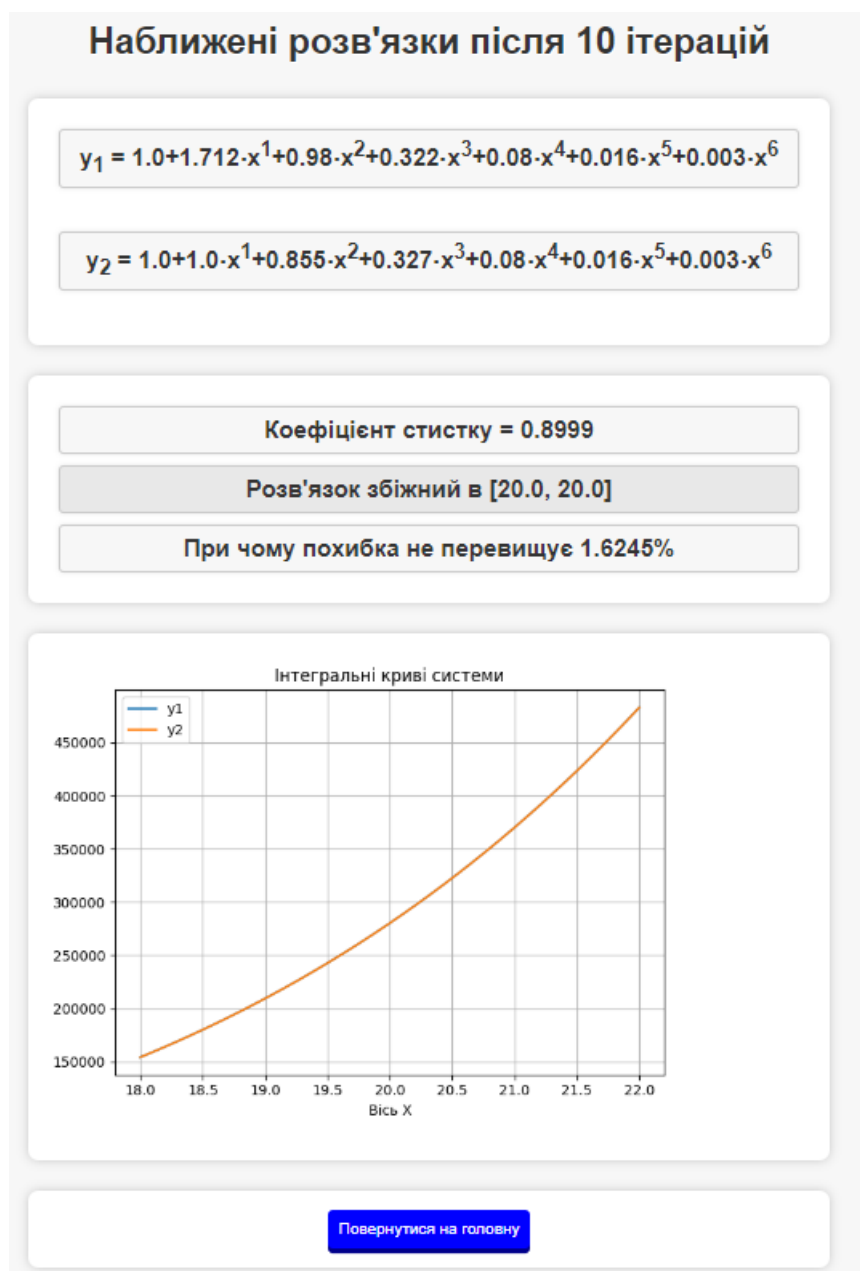 Наближені розв'язки після 10 ітерацій
y₁ = 1.0+1.712·x¹+0.98·x²+0.322·x³+0.08·x⁴+0.016·x⁵+0.003·x⁶
y₂ = 1.0+1.0·x¹+0.855·x²+0.327·x³+0.08·x⁴+0.016·x⁵+0.003·x⁶
Коефіцієнт стистку = 0.8999
Розв'язок збіжний в [20.0, 20.0]
При чому похибка не перевищує 1.6245%
Інтегральні криві системи
y1
y2
450000
400000
350000
300000
250000
200000
150000
18.0 18.5 19.0 19.5 20.0 20.5 21.0 21.5 22.0
Вісь X
Повернутися на головну